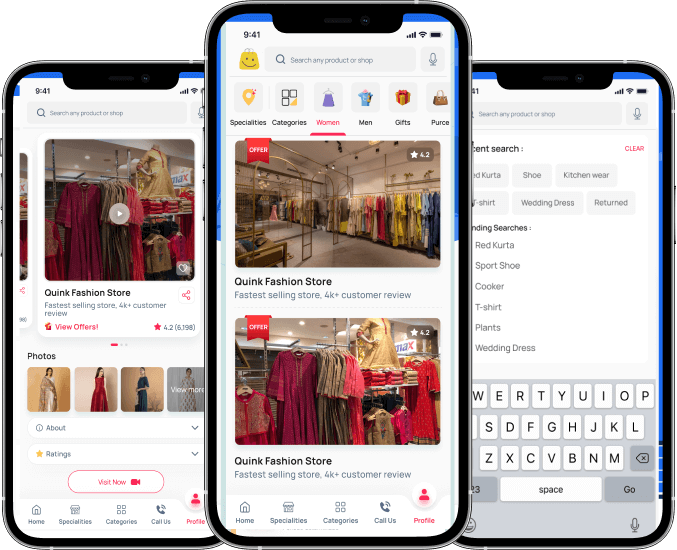 9:41
Search any product or shop
max
Quink Fashion Store
Fastest selling store, 4k+ customer
review
View Offers!
4.2 (6,198)
98)
Photos
View more
About
Ratings
Visit Now
Home
Specialities
Categories
Call Us
Profile
9:41
Search any product or shop
Specialities
Categories
Women
Men
Gifts
Purce
OFFER
4.2
Quink Fashion Store
Fastest selling store, 4k+ customer review
OFFER
4.2
max
Quink Fashion Store
Fastest selling store, 4k+ customer review
Home
Specialities
Categories
Call Us
Profile
9:41
Search any product or shop
cent search :
CLEAR
ed Kurta
Shoe
Kitchen wear
-shirt
Wedding Dress
Returned
nding Searches :
Red Kurta
Sport Shoe
Cooker
T-shirt
Plants
Wedding Dress
W E R T Y U I O P
S D F G H J K L
Z X C V B N M
23
space
Go